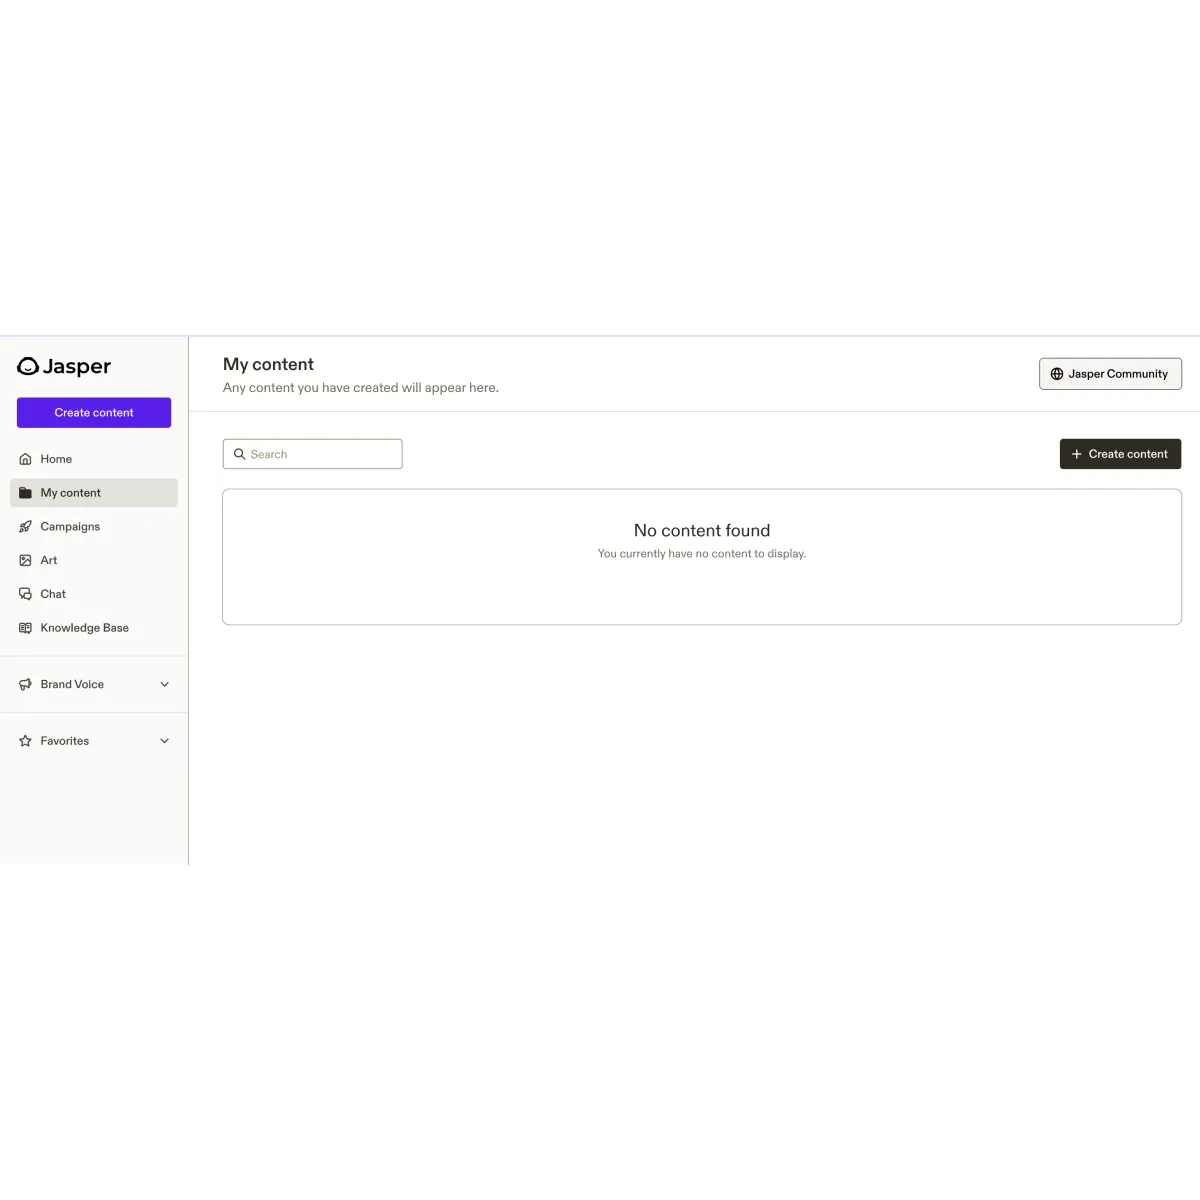 Jasper
Create content
Home
My content
Campaigns
Art
Chat
Knowledge Base
Brand Voice
Favorites
My content
Any content you have created will appear here.
Jasper Community
Search
Create content
No content found
You currently have no content to display.